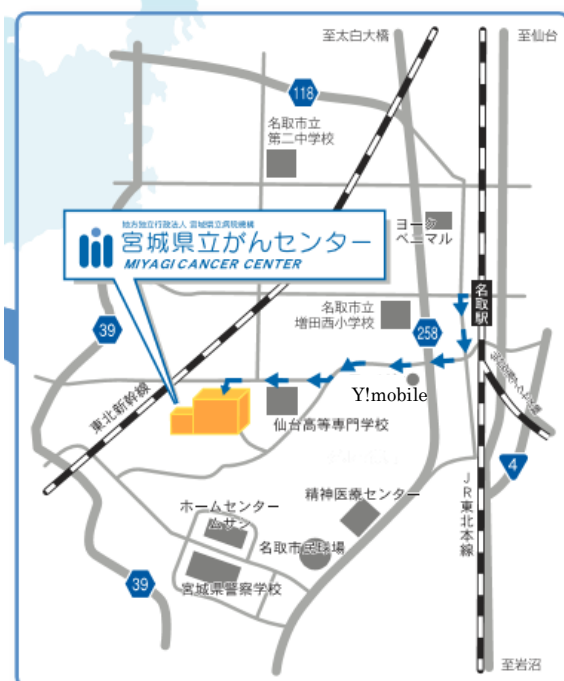 至太白大橋
至仙台
118
名取市立
第二中学校
地方独立行政法人 宮城県立病院機構
宮城県立がんセンター
MIYAGI CANCER CENTER
ヨーク
ベニマル
名取駅
39
名取市立
増田西小学校
258
東北新幹線
Y!mobile
仙台高等専門学校
4
JR東北本線
精神医療センター
ホームセンター
ムサシ
名取市民球場
39
宮城県警察学校
至岩沼